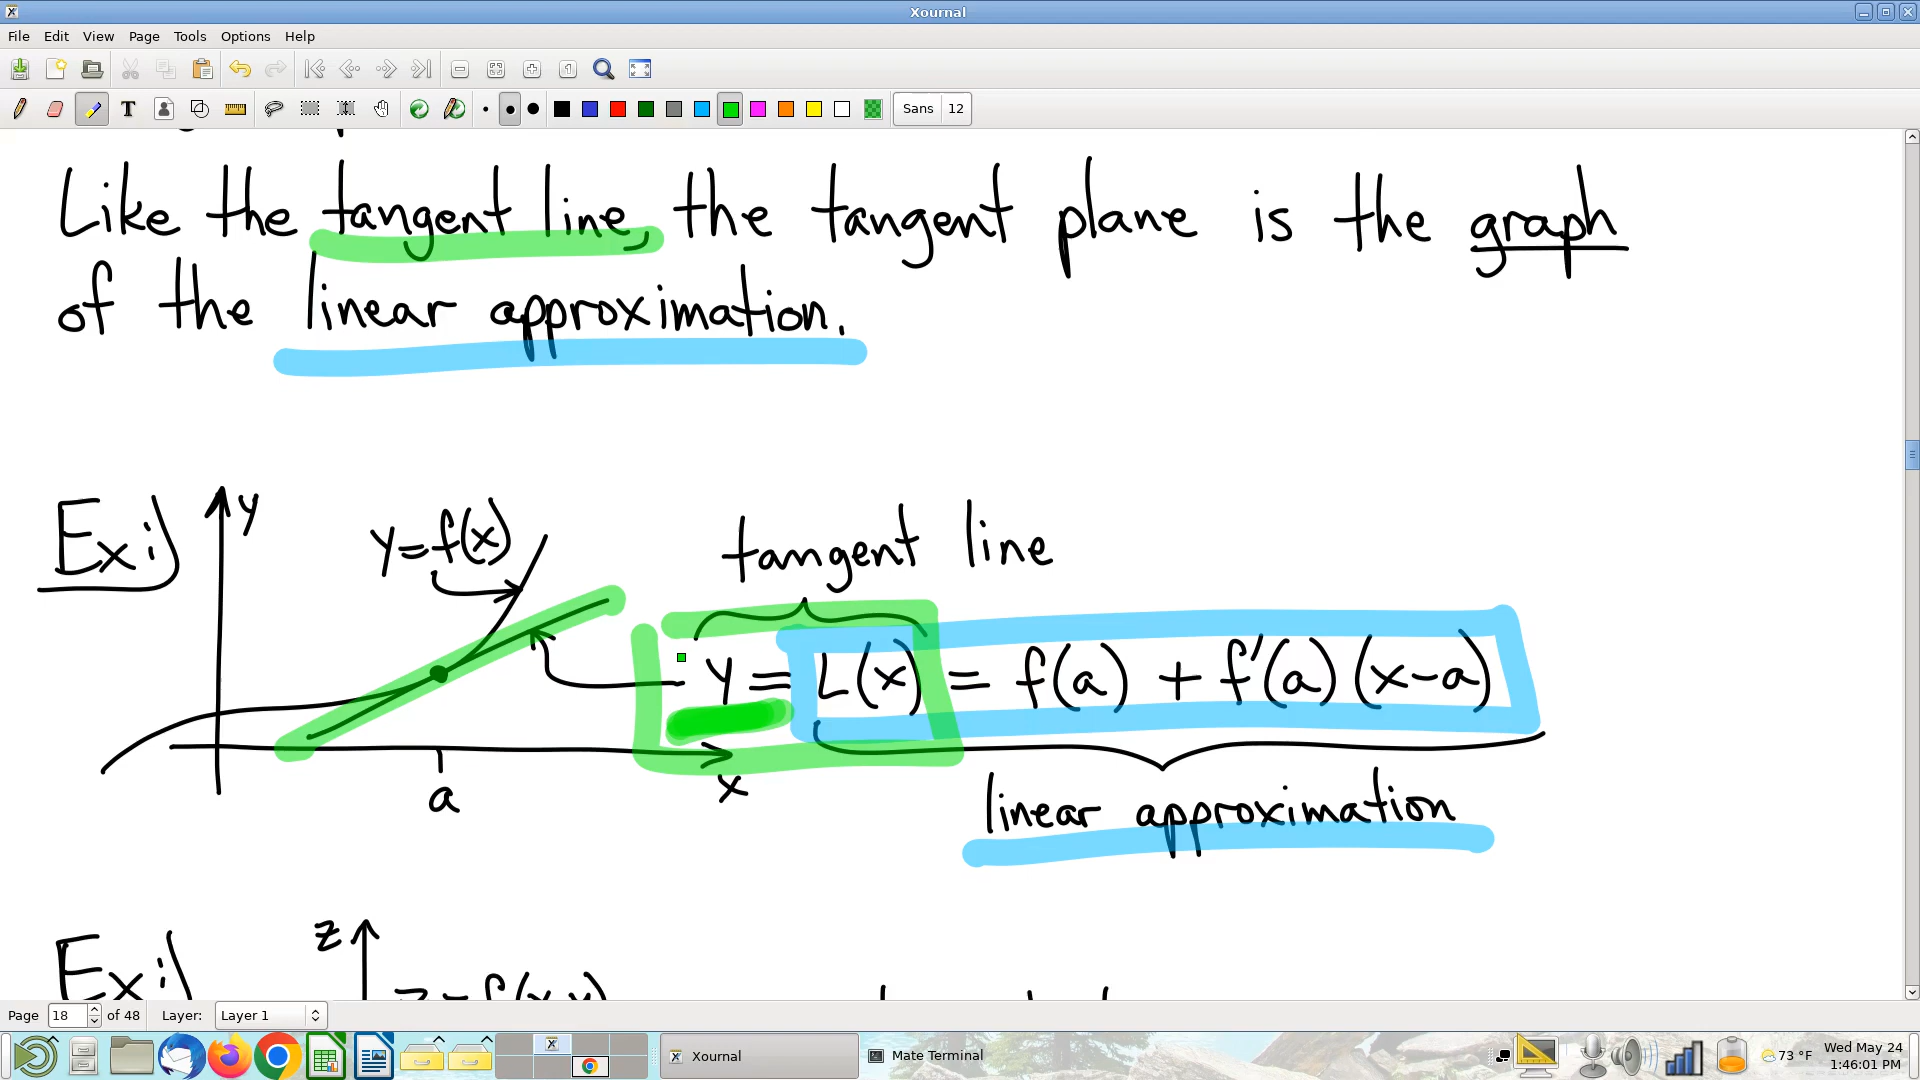 Xournal
File Edit View Page Tools Options Help
Sans 12
Like the tangent line, the tangent plane is the graph
of the linear approximation.
Ex:)
y
y=f(x)
tangent line
y = L(x) = f(a) + f'(a) (x-a)
a
x
linear approximation
Ex:)
z
z=f(x,y)
Page 18 of 48 Layer: Layer 1
Xournal
Mate Terminal
73 °F
Wed May 24
1:46:01 PM